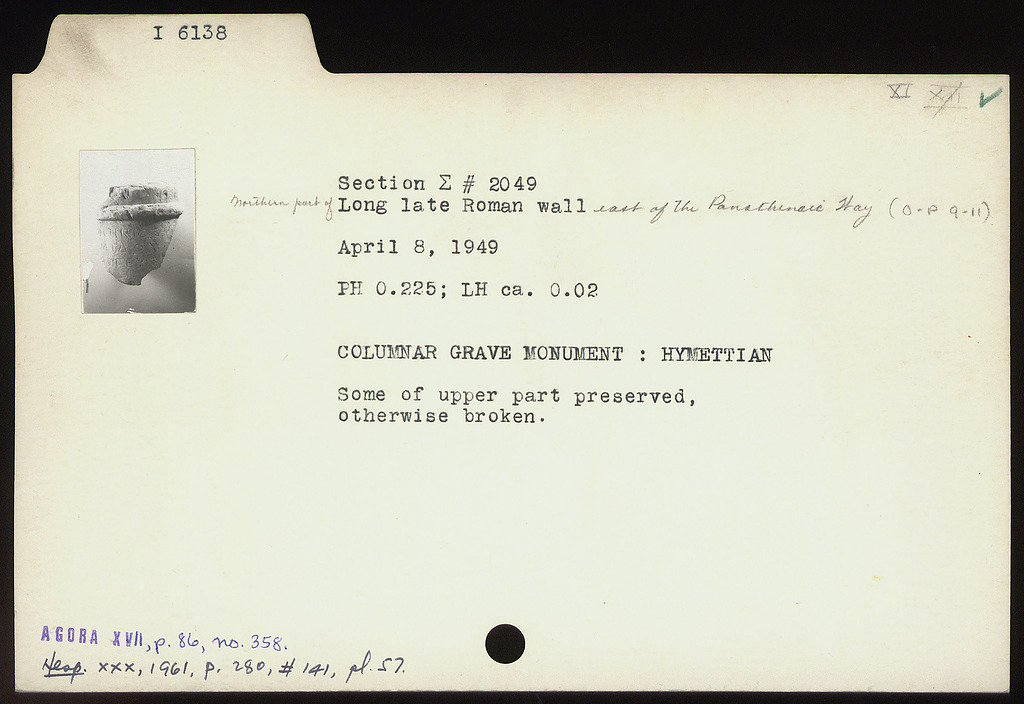 I 6138
XI XIII ✓
Section Σ # 2049
Northern part of Long late Roman wall east of the Panathenaic Way (O-P 9-11)
April 8, 1949
PH 0.225; LH ca. 0.02
COLUMNAR GRAVE MONUMENT : HYMETTIAN
Some of upper part preserved,
otherwise broken.
AGORA XVII, p. 86, no. 358.
Hesp. XXX, 1961, p. 280, # 141, pl. 57.